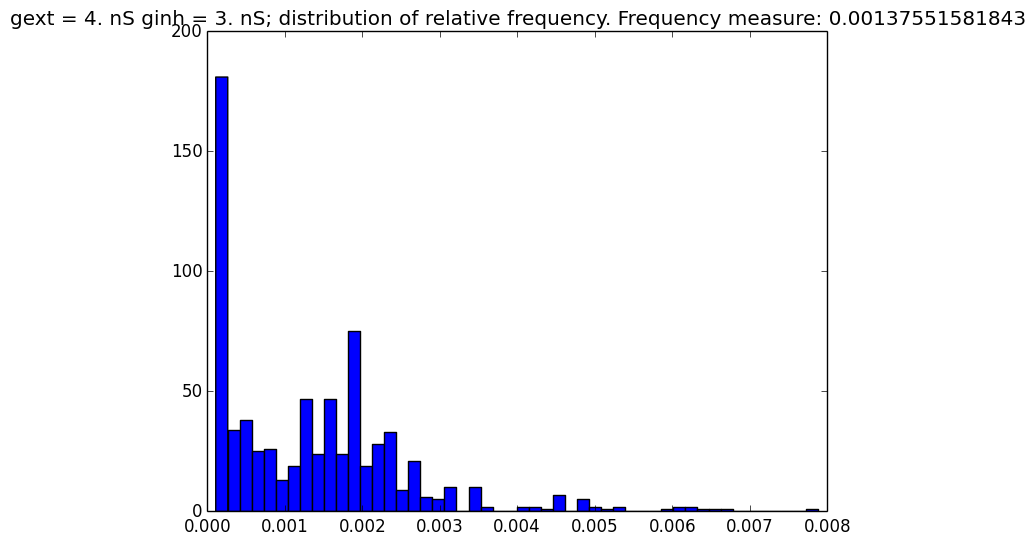 gext = 4. nS ginh = 3. nS; distribution of relative frequency. Frequency measure: 0.00137551581843
200
150
100
50
0
0.000 0.001 0.002 0.003 0.004 0.005 0.006 0.007 0.008